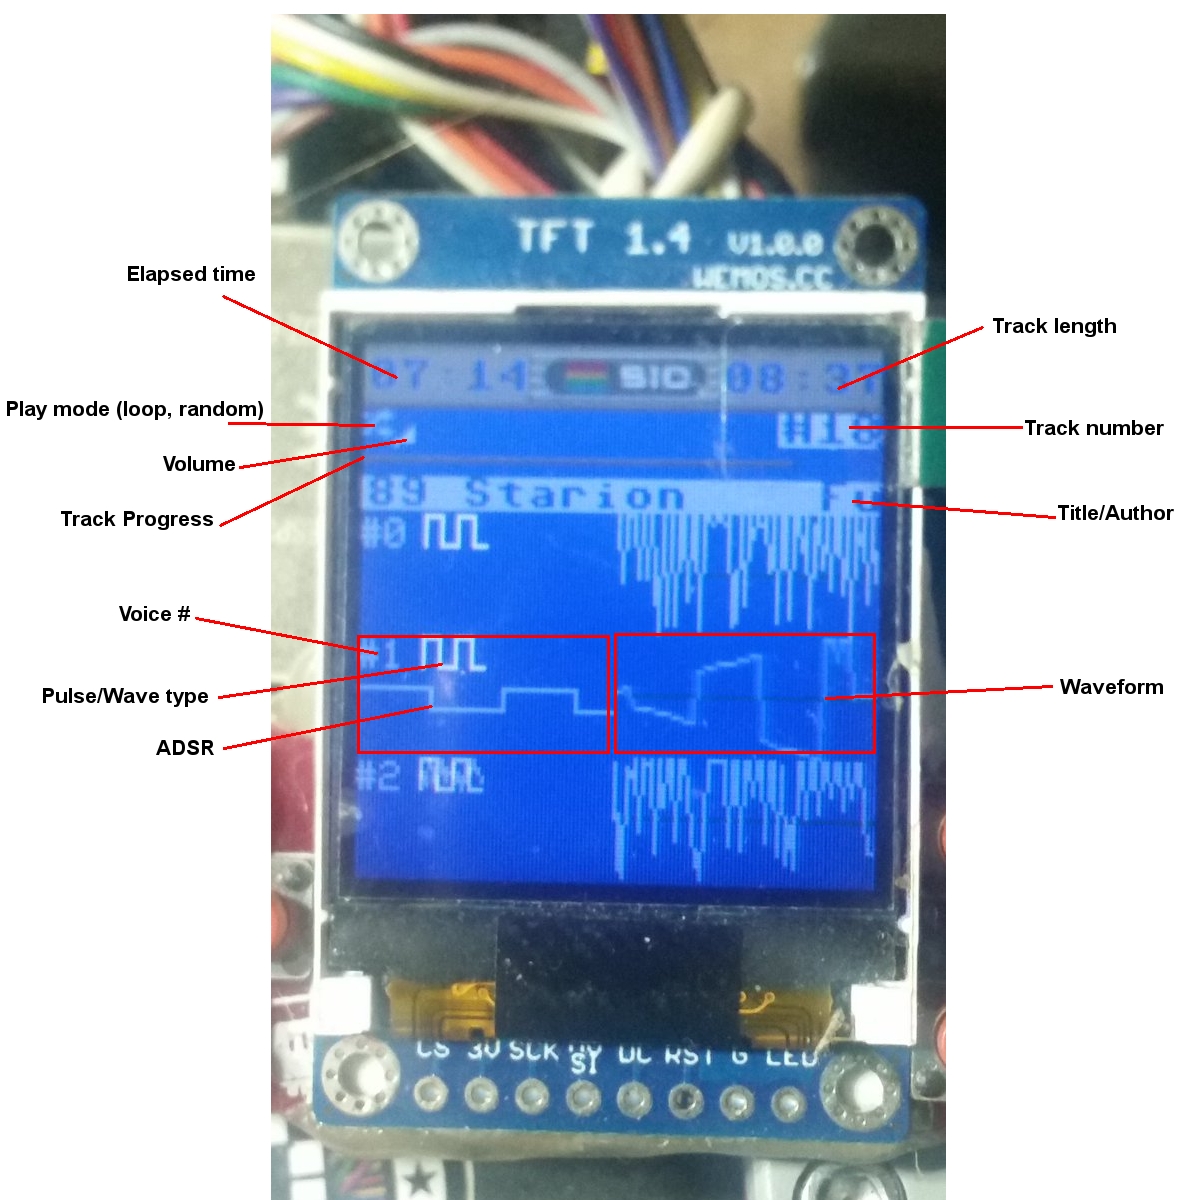 TFT 1.4 V1.0.0
WEMOS.CC
Elapsed time
Track length
07:14 SID 08:37
Play mode (loop, random)
Track number
Volume
Track Progress
89 Starion
Title/Author
#0
Voice #
#1
Pulse/Wave type
Waveform
ADSR
#2
CS 3V SCK DC RST G LED
SI